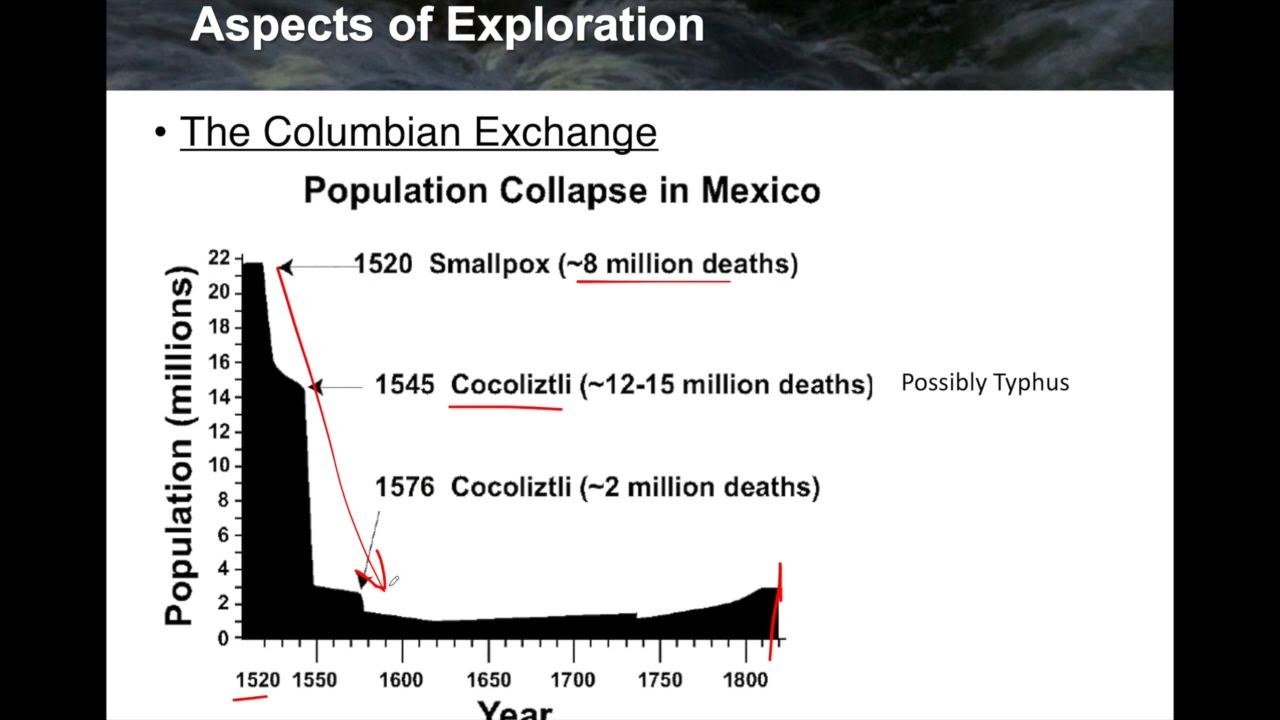 Aspects of Exploration
• The Columbian Exchange
Population Collapse in Mexico
Population (millions)
22
20
18
16
14
12
10
8
6
4
2
0
1520 Smallpox (~8 million deaths)
1545 Cocoliztli (~12-15 million deaths) Possibly Typhus
1576 Cocoliztli (~2 million deaths)
1520 1550 1600 1650 1700 1750 1800
Year